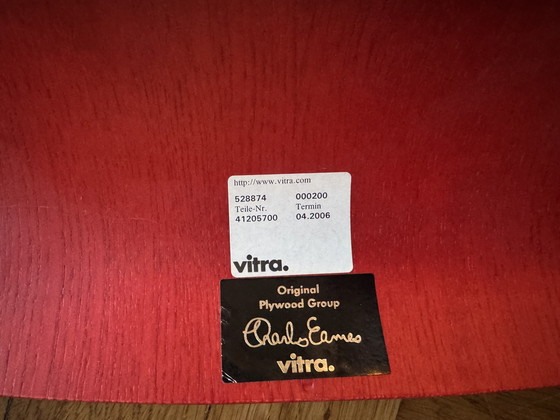 http://www.vitra.com
528874 000200
Teile-Nr. Termin
41205700 04.2006
vitra.
Original
Plywood Group
Charles Eames
vitra.